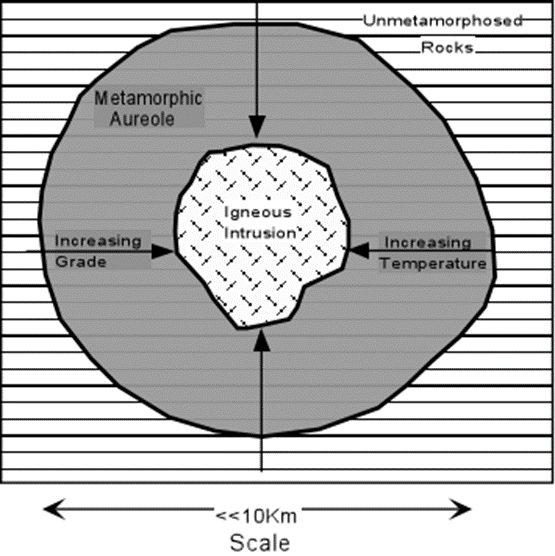 Unmetamorphosed
Rocks
Metamorphic
Aureole
Igneous
Intrusion
Increasing
Grade
Increasing
Temperature
<<10Km
Scale